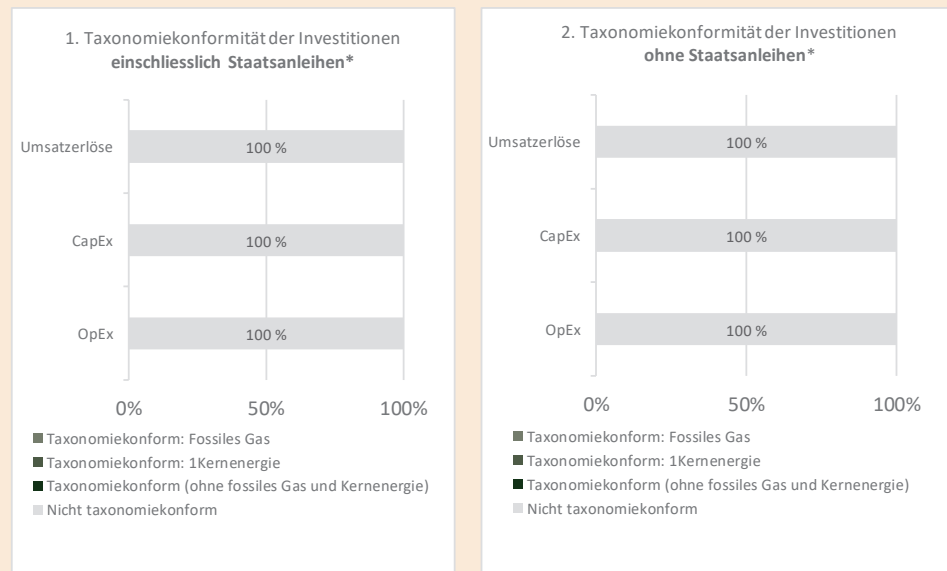 1. Taxonomiekonformität der Investitionen
einschliesslich Staatsanleihen*
Umsatzerlöse
100 %
CapEx
100 %
OpEx
100 %
0% 50% 100%
Taxonomiekonform: Fossiles Gas
Taxonomiekonform: 1Kernenergie
Taxonomiekonform (ohne fossiles Gas und Kernenergie)
Nicht taxonomiekonform
2. Taxonomiekonformität der Investitionen
ohne Staatsanleihen*
Umsatzerlöse
100 %
CapEx
100 %
OpEx
100 %
0% 50% 100%
Taxonomiekonform: Fossiles Gas
Taxonomiekonform: 1Kernenergie
Taxonomiekonform (ohne fossiles Gas und Kernenergie)
Nicht taxonomiekonform